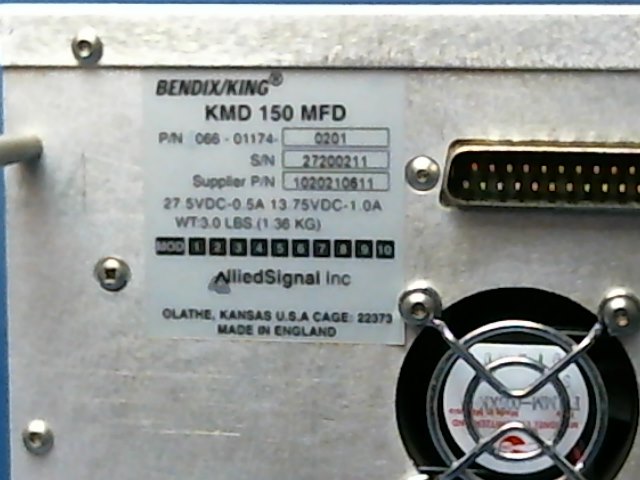 BENDIX/KING®
KMD 150 MFD
P/N 066-01174- 0201
S/N 27200211
Supplier P/N 1020210611
27.5VDC-0.5A 13.75VDC-1.0A
WT:3.0 LBS.(1.36 KG)
MOD 1 2 3 4 5 6 7 8 9 10
AlliedSignal Inc
OLATHE, KANSAS U.S.A CAGE: 22373
MADE IN ENGLAND